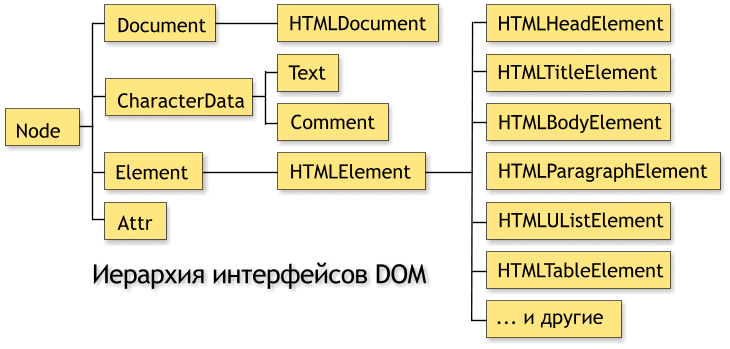 Node
Document
CharacterData
Element
Attr
HTMLDocument
Text
Comment
HTMLElement
HTMLHeadElement
HTMLTitleElement
HTMLBodyElement
HTMLParagraphElement
HTMLUListElement
HTMLTableElement
... и другие
Иерархия интерфейсов DOM